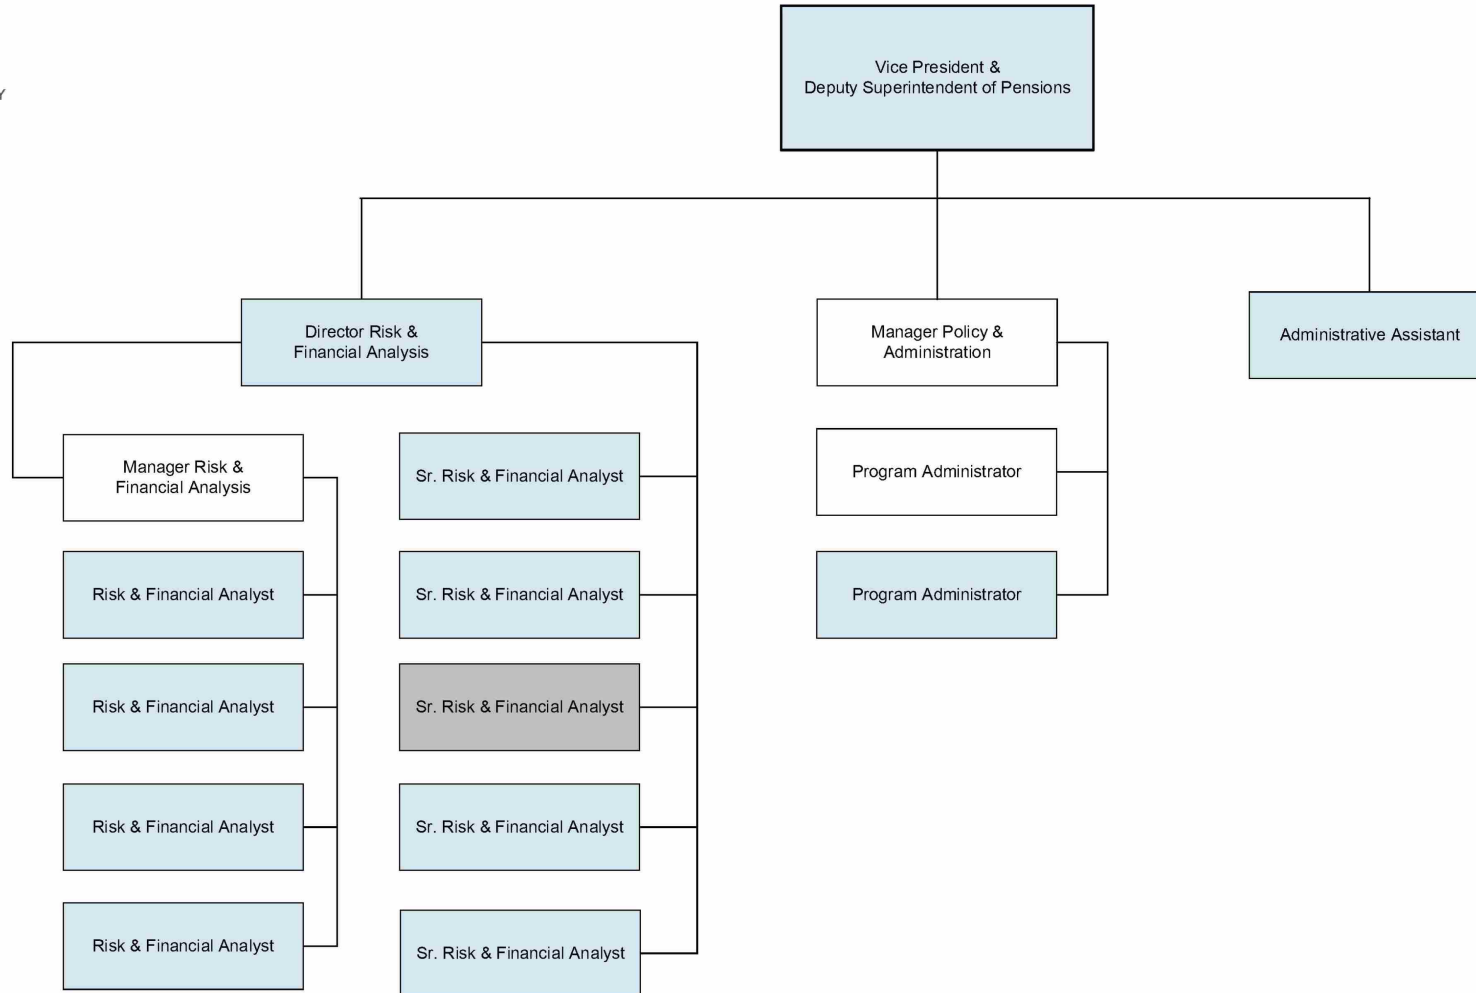 Vice President &
Deputy Superintendent of Pensions
Y
Director Risk &
Financial Analysis
Manager Policy &
Administration
Administrative Assistant
Manager Risk &
Financial Analysis
Sr. Risk & Financial Analyst
Program Administrator
Risk & Financial Analyst
Sr. Risk & Financial Analyst
Program Administrator
Risk & Financial Analyst
Sr. Risk & Financial Analyst
Risk & Financial Analyst
Sr. Risk & Financial Analyst
Risk & Financial Analyst
Sr. Risk & Financial Analyst